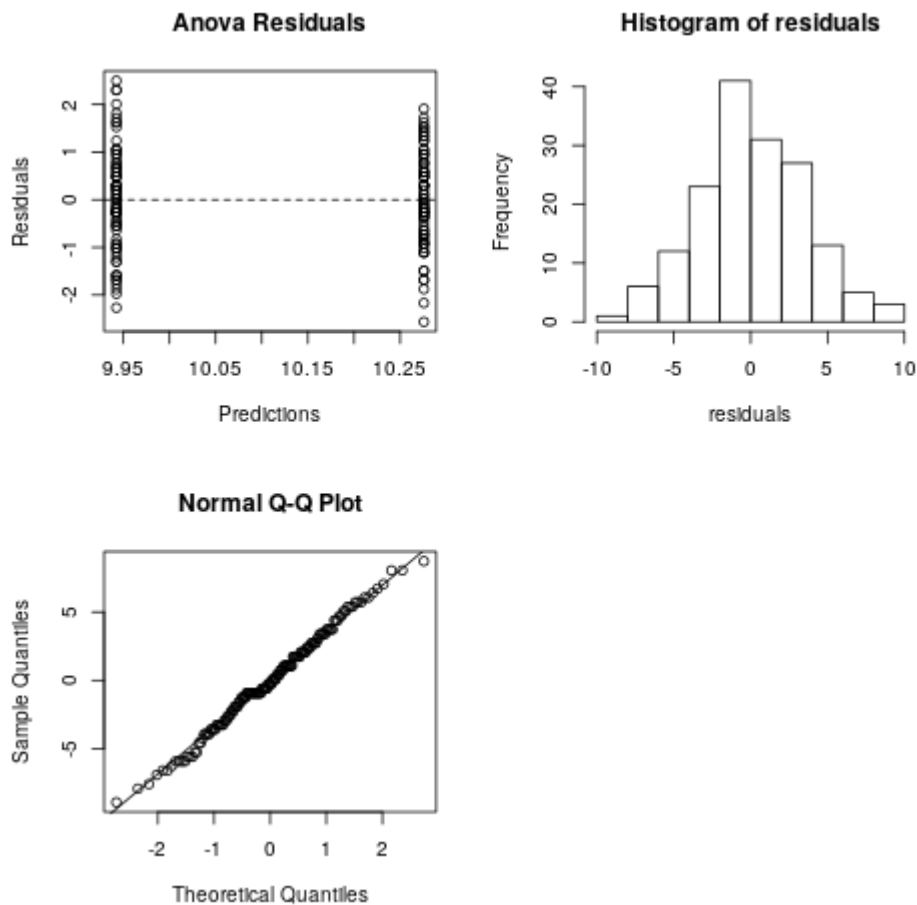 Anova Residuals
Residuals
2
1
0
-1
-2
9.95 10.05 10.15 10.25
Predictions
Histogram of residuals
Frequency
40
30
20
10
0
-10 -5 0 5 10
residuals
Normal Q-Q Plot
Sample Quantiles
5
0
-5
-2 -1 0 1 2
Theoretical Quantiles